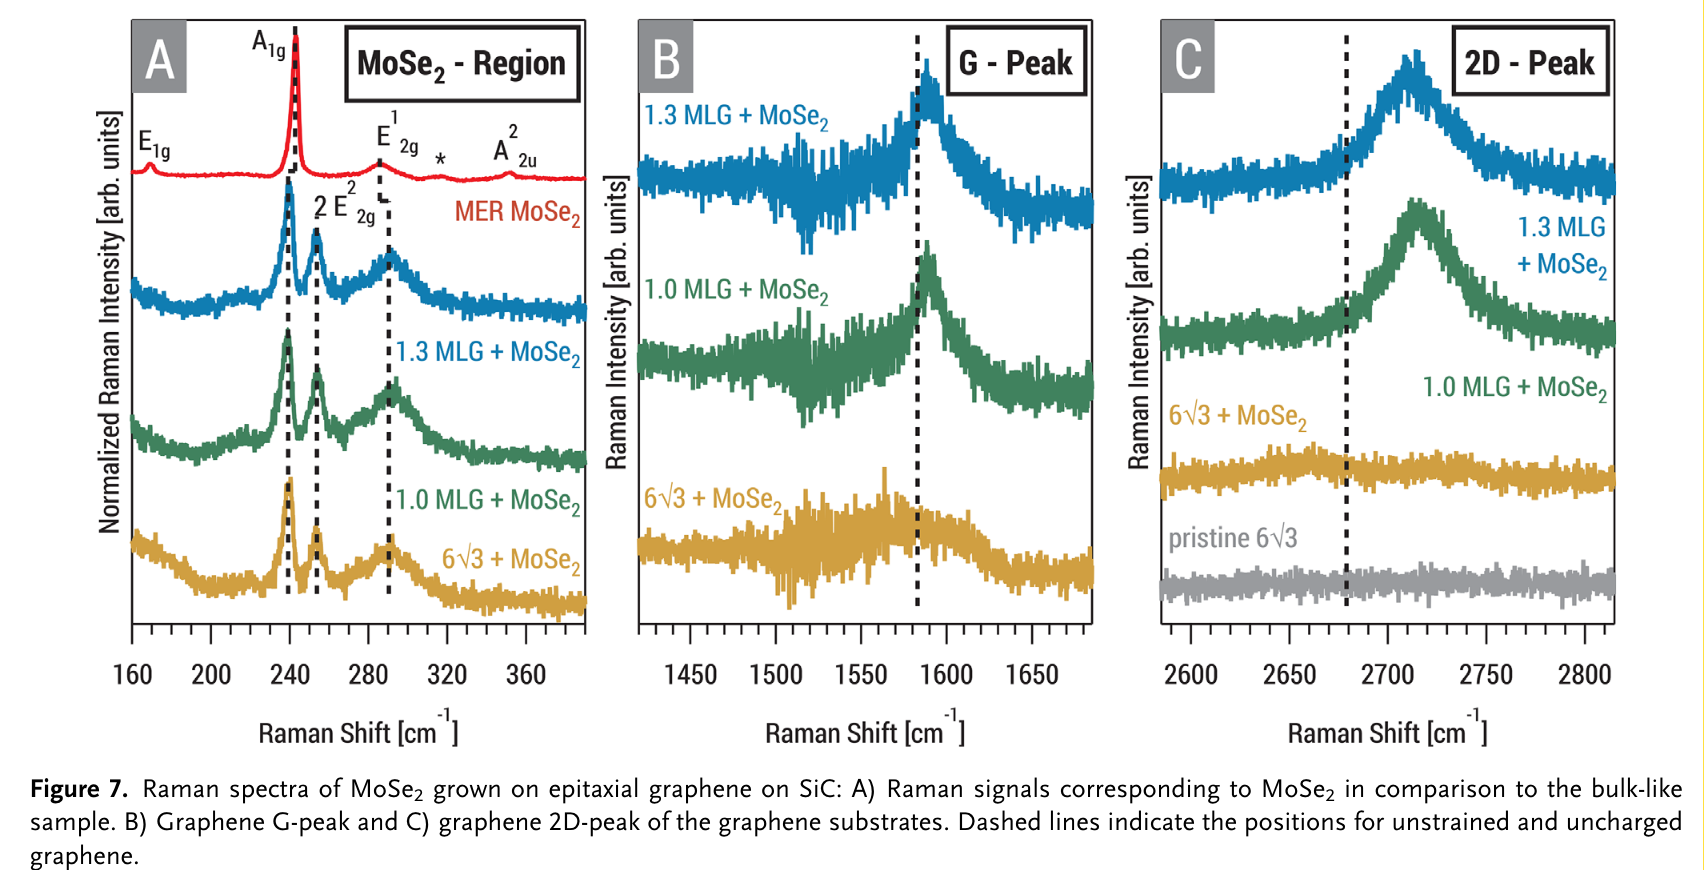 A
MoSe2 - Region
A1g
E1g
E12g
*
A22u
2 E22g
MER MoSe2
1.3 MLG + MoSe2
1.0 MLG + MoSe2
6√3 + MoSe2
Normalized Raman Intensity [arb. units]
160 200 240 280 320 360
Raman Shift [cm-1]
B
G - Peak
1.3 MLG + MoSe2
1.0 MLG + MoSe2
6√3 + MoSe2
Raman Intensity [arb. units]
1450 1500 1550 1600 1650
Raman Shift [cm-1]
C
2D - Peak
1.3 MLG
+ MoSe2
1.0 MLG + MoSe2
6√3 + MoSe2
pristine 6√3
Raman Intensity [arb. units]
2600 2650 2700 2750 2800
Raman Shift [cm-1]
Figure 7. Raman spectra of MoSe2 grown on epitaxial graphene on SiC: A) Raman signals corresponding to MoSe2 in comparison to the bulk-like
sample. B) Graphene G-peak and C) graphene 2D-peak of the graphene substrates. Dashed lines indicate the positions for unstrained and uncharged
graphene.